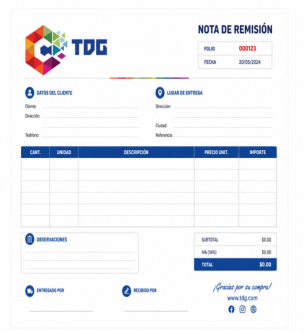 TDG
NOTA DE REMISIÓN
FOLIO 000123
FECHA 20/05/2024
DATOS DEL CLIENTE
Cliente:
Dirección:
Teléfono:
LUGAR DE ENTREGA
Dirección:
Ciudad:
Referencia:
CANT. UNIDAD DESCRIPCIÓN PRECIO UNIT. IMPORTE
OBSERVACIONES
SUBTOTAL $0.00
IVA (16%) $0.00
TOTAL $0.00
ENTREGADO POR
RECIBIDO POR
¡Gracias por su compra!
www.tdg.com